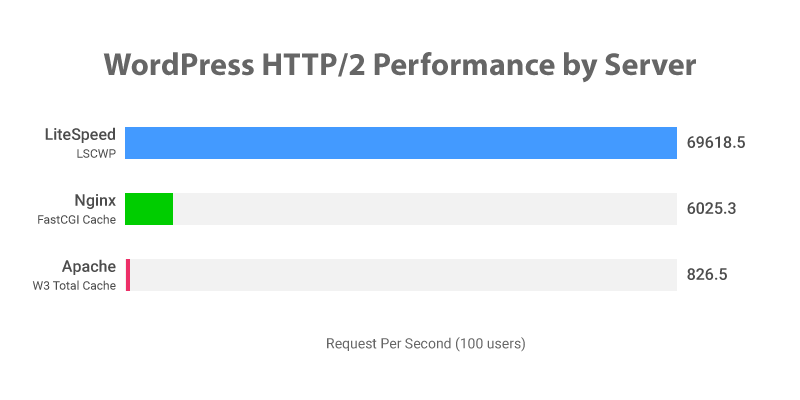 WordPress HTTP/2 Performance by Server
LiteSpeed
LSCWP
69618.5
Nginx
FastCGI Cache
6025.3
Apache
W3 Total Cache
826.5
Request Per Second (100 users)